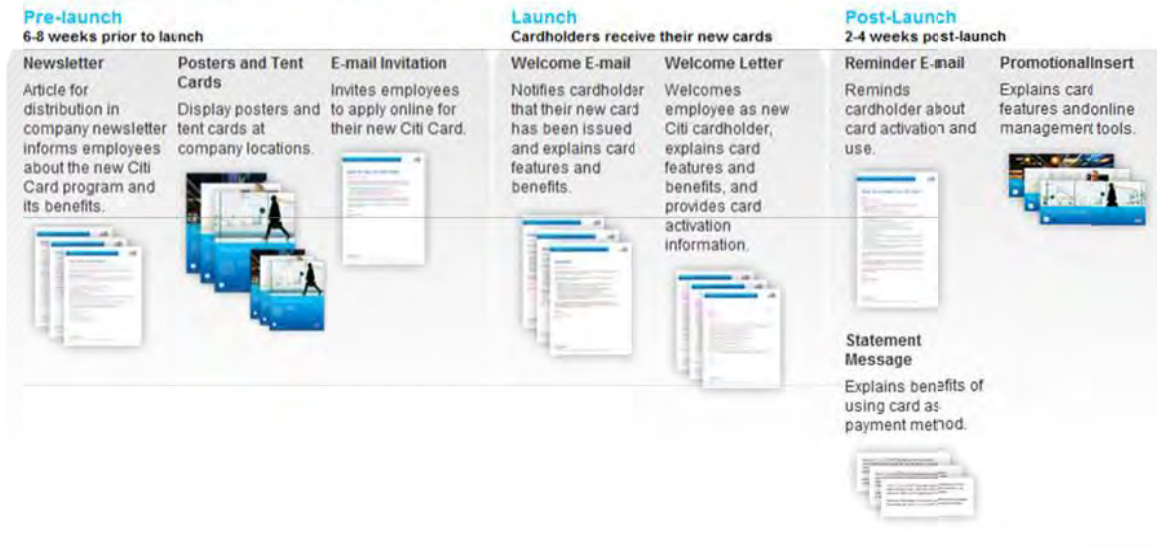 Pre-launch
6-8 weeks prior to launch
Newsletter
Article for
distribution in
company newsletter
informs employees
about the new Citi
Card program and
its benefits.
Posters and Tent
Cards
Display posters and
tent cards at
company locations.
E-mail Invitation
Invites employees
to apply online for
their new Citi Card.
Launch
Cardholders receive their new cards
Welcome E-mail
Notifies cardholder
that their new card
has been issued
and explains card
features and
benefits.
Welcome Letter
Welcomes
employee as new
Citi cardholder,
explains card
features and
benefits, and
provides card
activation
information.
Post-Launch
2-4 weeks post-launch
Reminder E-mail
Reminds
cardholder about
card activation and
use.
PromotionalInsert
Explains card
features andonline
management tools.
Statement
Message
Explains benefits of
using card as
payment method.